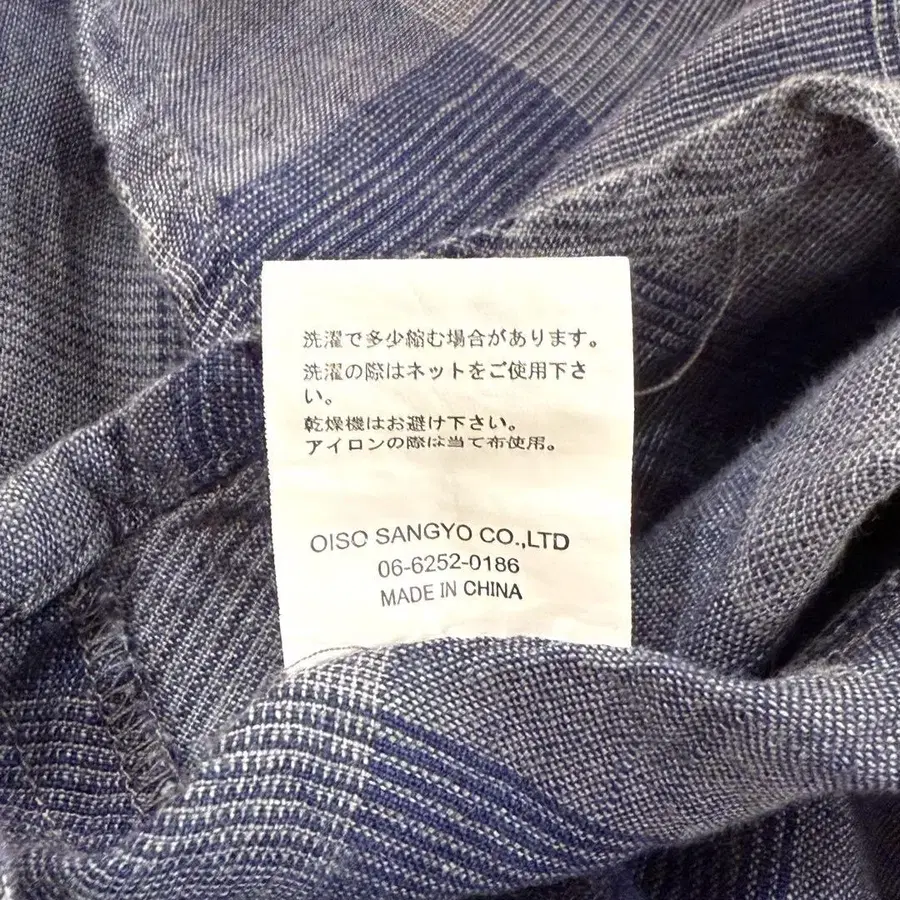 洗濯で多少縮む場合があります。
洗濯の際はネットをご使用下さ
い。
乾燥機はお避け下さい。
アイロンの際は当て布使用。
OISO SANGYO CO.,LTD
06-6252-0186
MADE IN CHINA